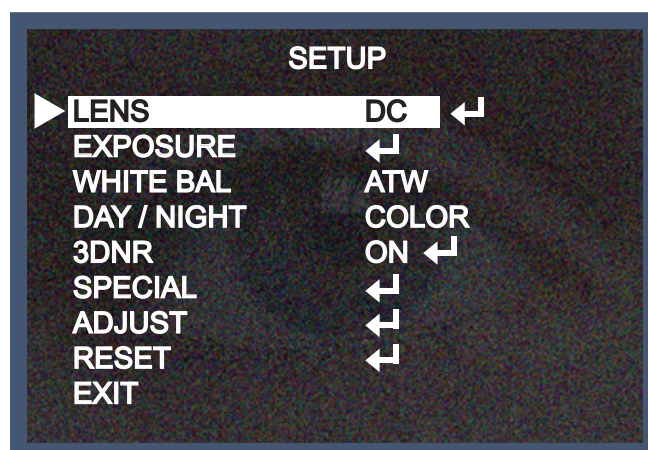 SETUP
LENS DC
EXPOSURE
WHITE BAL ATW
DAY / NIGHT COLOR
3DNR ON
SPECIAL
ADJUST
RESET
EXIT